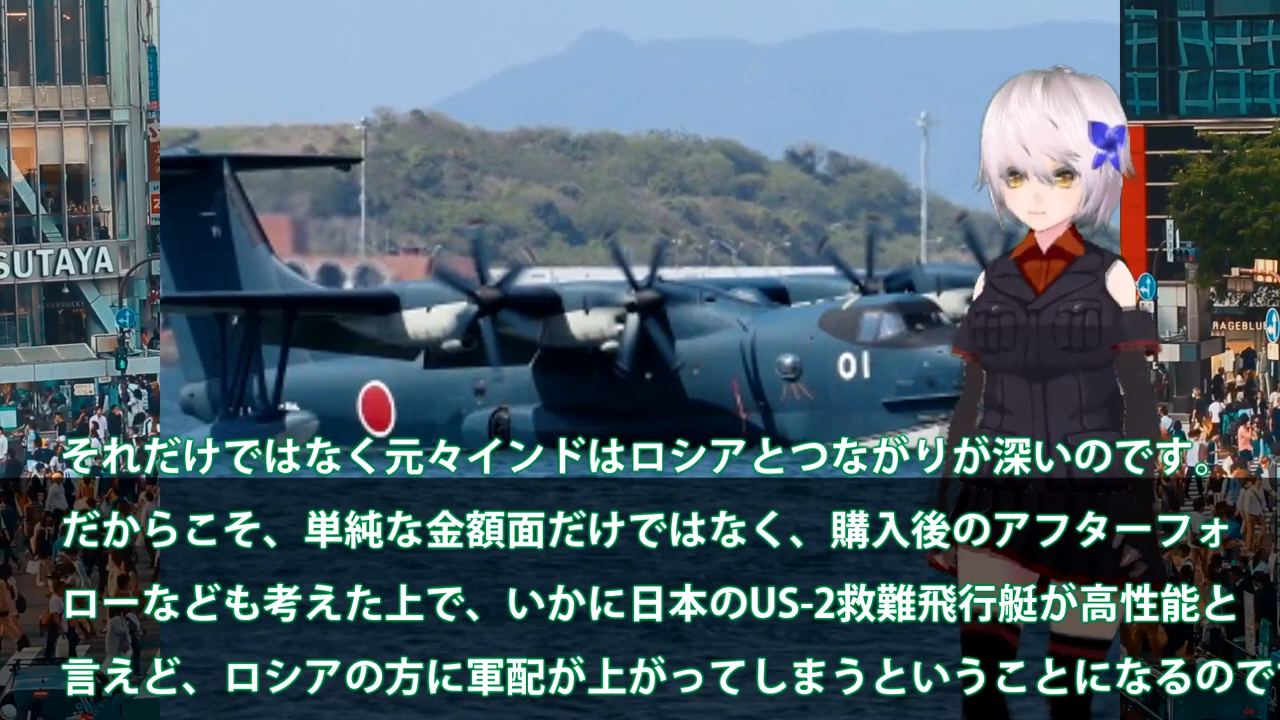 SUTAYA
RAGEBLUE
01
それだけではなく元々インドはロシアとつながりが深いのです。
だからこそ、単純な金額面だけではなく、購入後のアフターフォ
ローなども考えた上で、いかに日本のUS-2救難飛行艇が高性能と
言えど、ロシアの方に軍配が上がってしまうということになるので